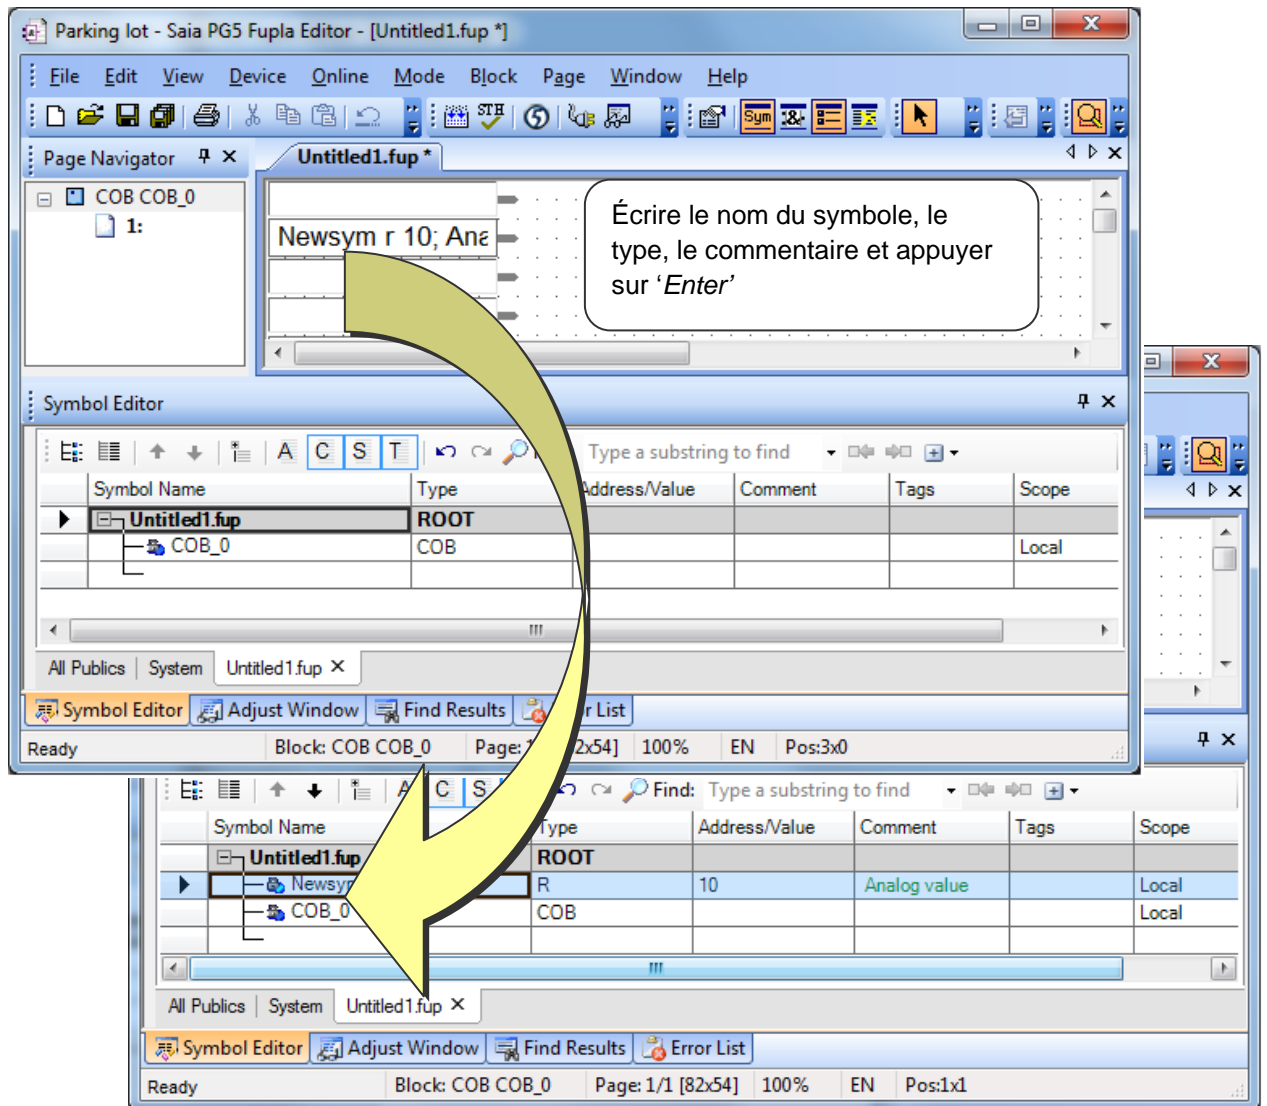 Parking lot - Saia PG5 Fupla Editor - [Untitled1.fup *]
File Edit View Device Online Mode Block Page Window Help
Sym
Page Navigator
Untitled1.fup *
COB COB_0
1:
Newsym r 10; Ana
Écrire le nom du symbole, le
type, le commentaire et appuyer
sur ‘Enter’
Symbol Editor
A C S T Type a substring to find
Symbol Name Type Address/Value Comment Tags Scope
Untitled1.fup ROOT
COB_0 COB Local
All Publics System Untitled1.fup
Symbol Editor Adjust Window Find Results List
Ready Block: COB COB_0 Page: 2x54] 100% EN Pos:3x0
A C S Find: Type a substring to find
Symbol Name Type Address/Value Comment Tags Scope
Untitled1.fup ROOT
Newsym R 10 Analog value Local
COB_0 COB Local
All Publics System Untitled1.fup
Symbol Editor Adjust Window Find Results Error List
Ready Block: COB COB_0 Page: 1/1 [82x54] 100% EN Pos:1x1